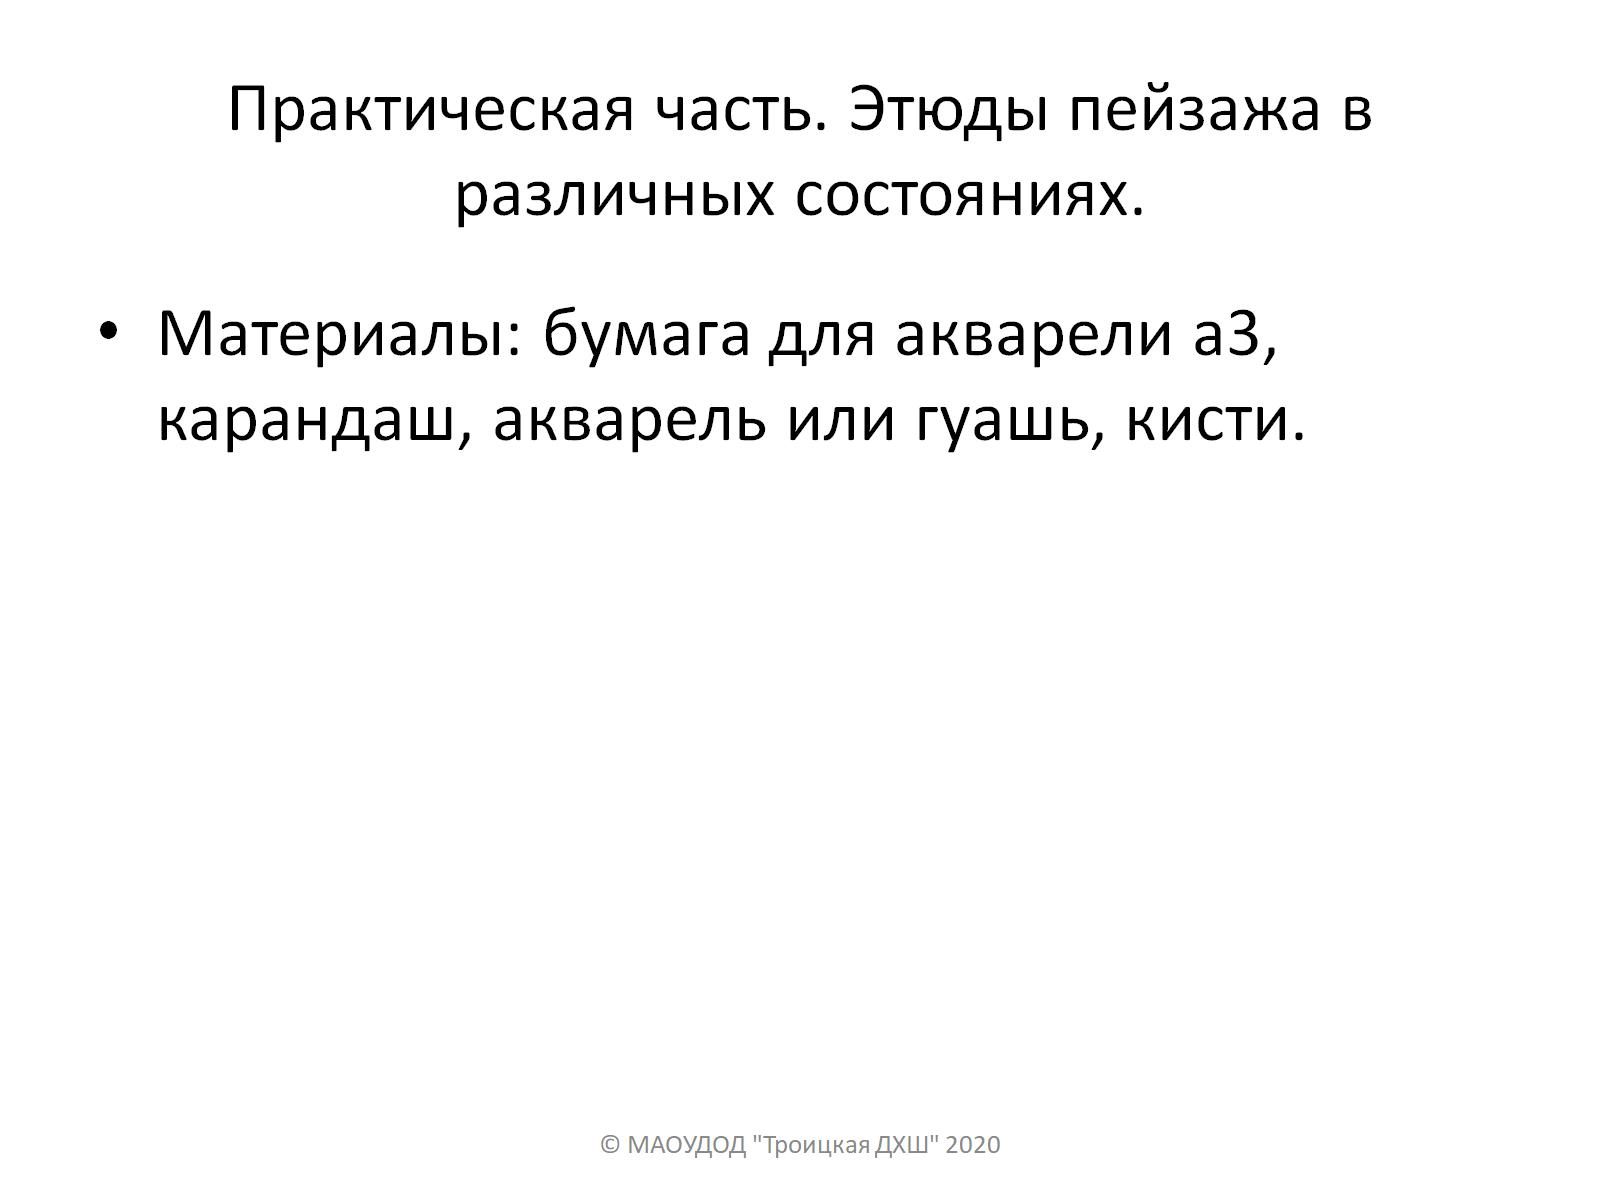 Практическая часть. Этюды пейзажа в
различных состояниях.
• Материалы: бумага для акварели а3,
карандаш, акварель или гуашь, кисти.
© МАОУДОД "Троицкая ДХШ" 2020